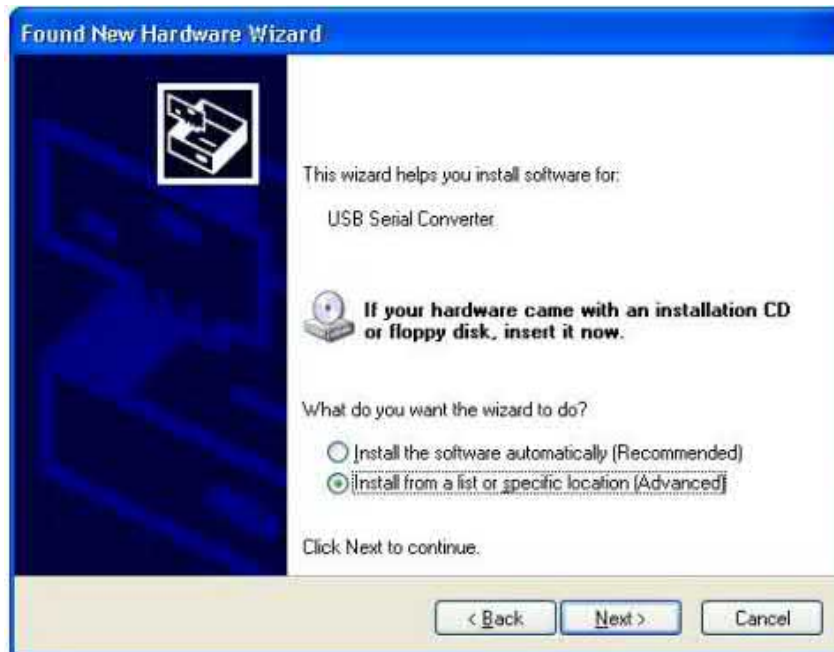 Found New Hardware Wizard
This wizard helps you install software for:
USB Serial Converter
If your hardware came with an installation CD
or floppy disk, insert it now.
What do you want the wizard to do?
Install the software automatically (Recommended)
Install from a list or specific location (Advanced)
Click Next to continue.
< Back Next > Cancel